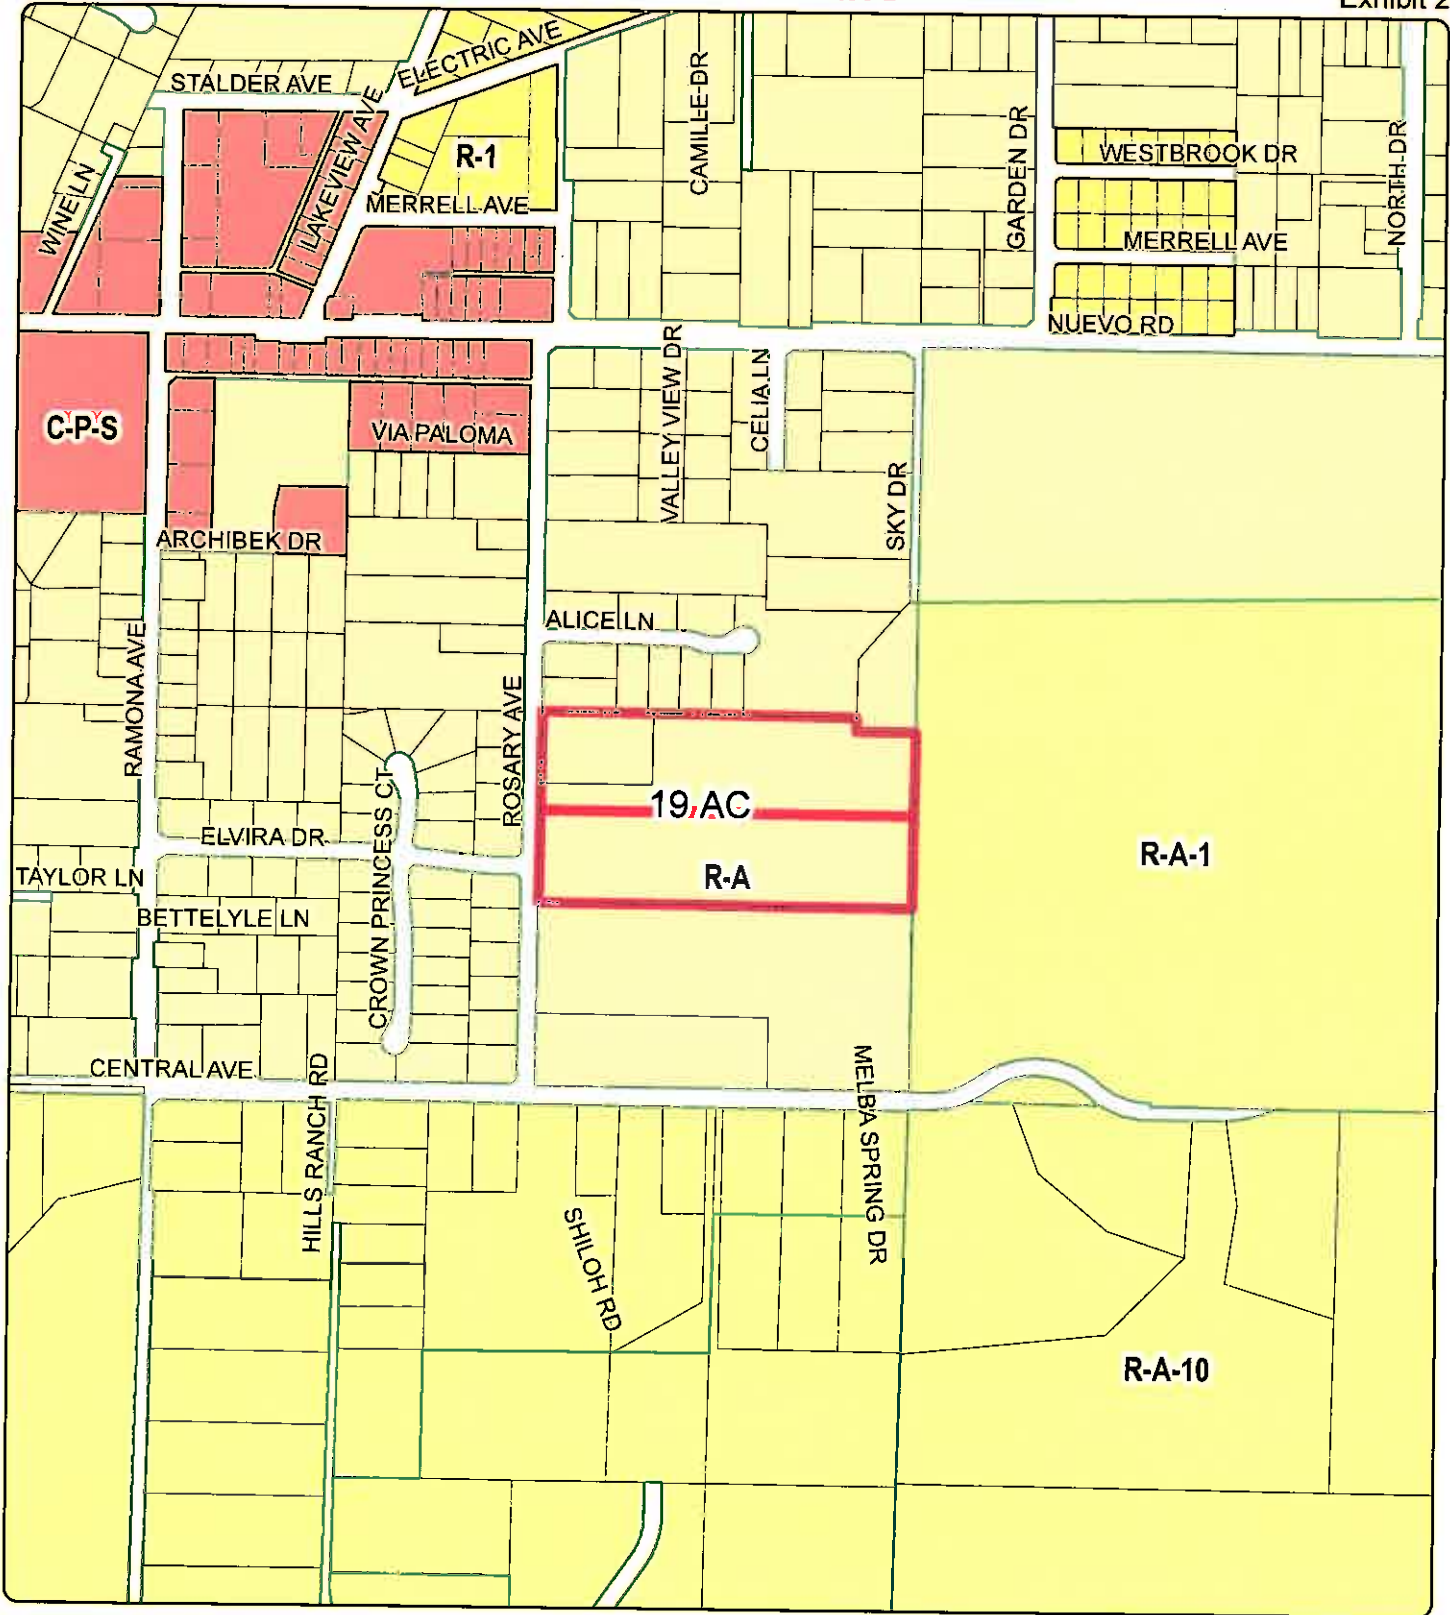 Exhibit 2
STALDER AVE
ELECTRIC AVE
LAKEVIEW AVE
CAMILLE DR
GARDEN DR
WESTBROOK DR
NORTH DR
R-1
WINE LN
MERRELL AVE
MERRELL AVE
NUEVO RD
VALLEY VIEW DR
CELIA LN
C-P-S
VIA PALOMA
SKY DR
ARCHIBEK DR
ALICE LN
RAMONA AVE
ROSARY AVE
CROWN PRINCESS CT
19 AC
ELVIRA DR
R-A
R-A-1
TAYLOR LN
BETTELYLE LN
CENTRAL AVE
HILLS RANCH RD
MELBA SPRING DR
SHILOH RD
R-A-10